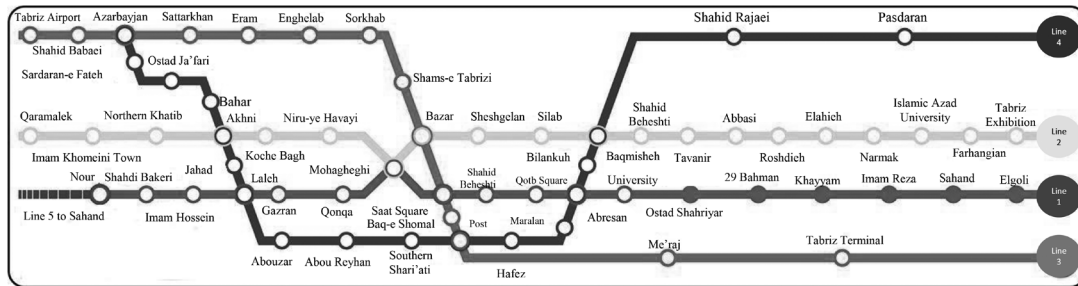 Tabriz Airport
Azarbayjan
Sattarkhan
Eram
Enghelab
Sorkhab
Shahid Rajaei
Pasdaran
Line
4
Shahid Babaei
Sardaran-e Fateh
Ostad Ja'fari
Shams-e Tabrizi
Bahar
Qaramalek
Northern Khatib
Akhni
Niru-ye Havayi
Bazar
Sheshgelan
Silab
Shahid
Beheshti
Abbasi
Elahieh
Islamic Azad
University
Tabriz
Exhibition
Line
2
Imam Khomeini Town
Koche Bagh
Mohagheghi
Bilankuh
Baqmisheh
Tavanir
Roshdieh
Narmak
Farhangian
Nour
Shahdi Bakeri
Jahad
Laleh
Shahid
Beheshti
Qotb Square
University
29 Bahman
Khayyam
Imam Reza
Sahand
Elgoli
Line
1
Line 5 to Sahand
Imam Hossein
Gazran
Qonqa
Saat Square
Baq-e Shomal
Post
Maralan
Abresan
Ostad Shahriyar
Abouzar
Abou Reyhan
Southern
Shari'ati
Hafez
Me'raj
Tabriz Terminal
Line
3